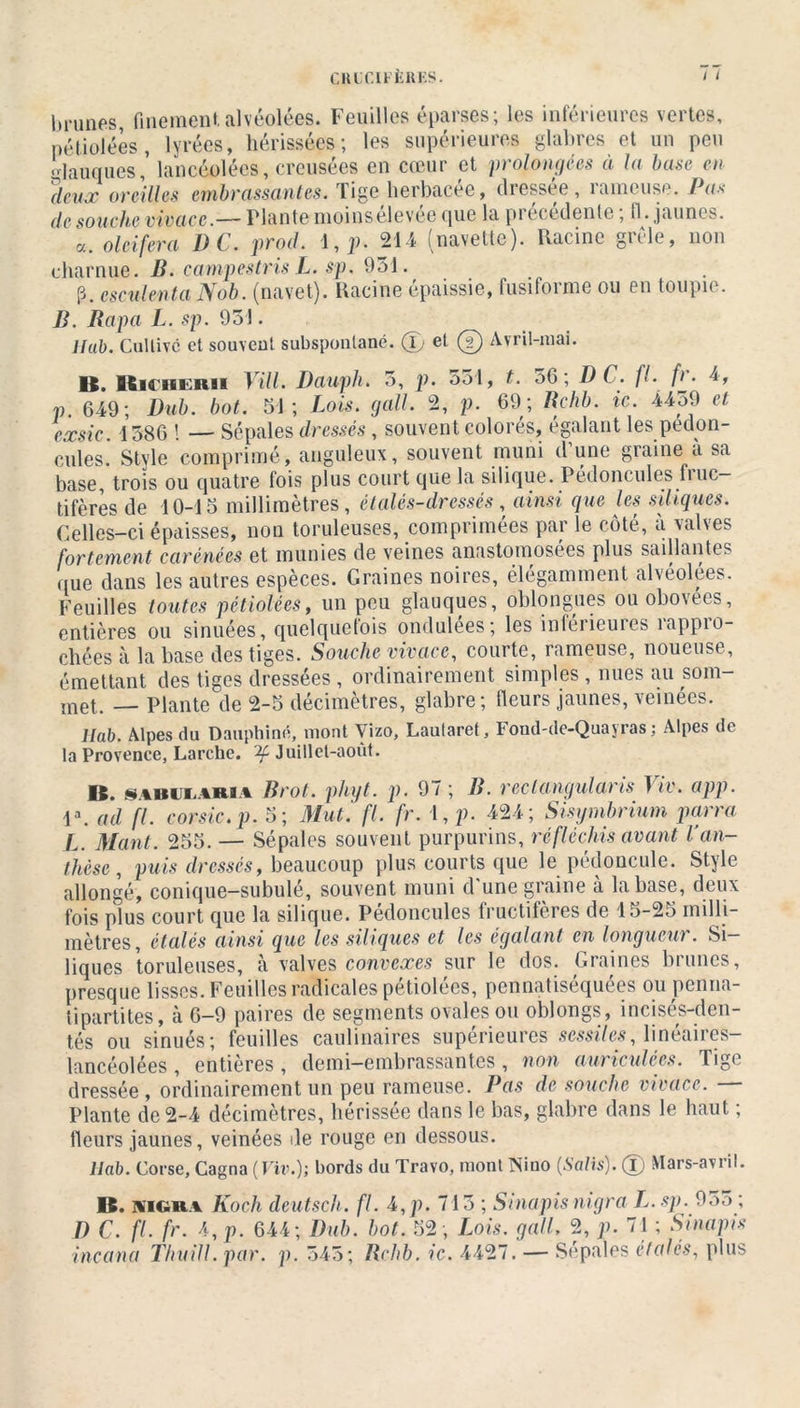 CRUCIFÈRES. 77
brunes, finement alvéolées. Feuilles éparses; les inférieures vertes,
pétiolées, lyrées, hérissées; les supérieures glabres et un peu
glauques, lancéolées, creusées en cœur et prolongées à la base en
deux oreilles embrassantes. Tige herbacée, dressée, rameuse. Pas
de souche vivace.— Plante moins élevée que la précédente; fl. jaunes.
α. oleifera D C. prod. 1, p. 214 (navette). Racine grêle, non
charnue. B. campestris L. sp. 931.
β. esculenta Nob. (navet). Racine épaissie, fusiforme ou en toupie.
B. Rapa L. sp. 931.
Hab. Cultivé et souvent subspontané. ① et ② Avril-mai.
B. RICHERII Vill. Dauph. 3, p. 331, t. 36; D C. fl. fr. 4,
p. 649; Dub. bot. 51; Lois. gall. 2, p. 69; Rchb. ic. 4439 et
exsic. 1386! — Sépales dressés, souvent colorés, égalant les pédon-
cules. Style comprimé, anguleux, souvent muni d'une graine à sa
base, trois ou quatre fois plus court que la silique. Pédoncules fruc-
tifères de 10-15 millimètres, étalés-dressés, ainsi que les siliques.
Celles-ci épaisses, non toruleuses, comprimées par le côté, à valves
fortement carénées et munies de veines anastomosées plus saillantes
que dans les autres espèces. Graines noires, élégamment alvéolées.
Feuilles toutes pétiolées, un peu glauques, oblongues ou obovées,
entières ou sinuées, quelquefois ondulées; les inférieures rappro-
chées à la base des tiges. Souche vivace, courte, rameuse, noueuse,
émettant des tiges dressées, ordinairement simples, nues au som-
met. — Plante de 2-5 décimètres, glabre; fleurs jaunes, veinées.
Hab. Alpes du Dauphiné, mont Vizo, Lautaret, Fond-de-Quayras; Alpes de
la Provence, Larche. ♃ Juillet-août.
B. SABULARIA Brot. phyt. p. 97; B. rectangularis Viv. app.
1ª. ad fl. corsic. p. 5; Mut. fl. fr. 1, p. 424; Sisymbrium parra
L. Mant. 255. — Sépales souvent purpurins, réfléchis avant l'an-
thèse, puis dressés, beaucoup plus courts que le pédoncule. Style
allongé, conique-subulé, souvent muni d'une graine à la base, deux
fois plus court que la silique. Pédoncules fructifères de 15-25 milli-
mètres, étalés ainsi que les siliques et les égalant en longueur. Si-
liques toruleuses, à valves convexes sur le dos. Graines brunes,
presque lisses. Feuilles radicales pétiolées, pennatiséquées ou penna-
tipartites, à 6-9 paires de segments ovales ou oblongs, incisés-den-
tés ou sinués; feuilles caulinaires supérieures sessiles, linéaires-
lancéolées, entières, demi-embrassantes, non auriculées. Tige
dressée, ordinairement un peu rameuse. Pas de souche vivace. —
Plante de 2-4 décimètres, hérissée dans le bas, glabre dans le haut;
fleurs jaunes, veinées de rouge en dessous.
Hab. Corse, Cagna (Viv.); bords du Travo, mont Nino (Salis). ① Mars-avril.
B. NIGRA Koch deutsch. fl. 4, p. 713; Sinapis nigra L. sp. 933;
D C. fl. fr. 4, p. 644; Dub. bot. 52; Lois. gall. 2, p. 71; Sinapis
incana Thuill. par. p. 343; Rchb. ic. 4427. — Sépales étalés, plus